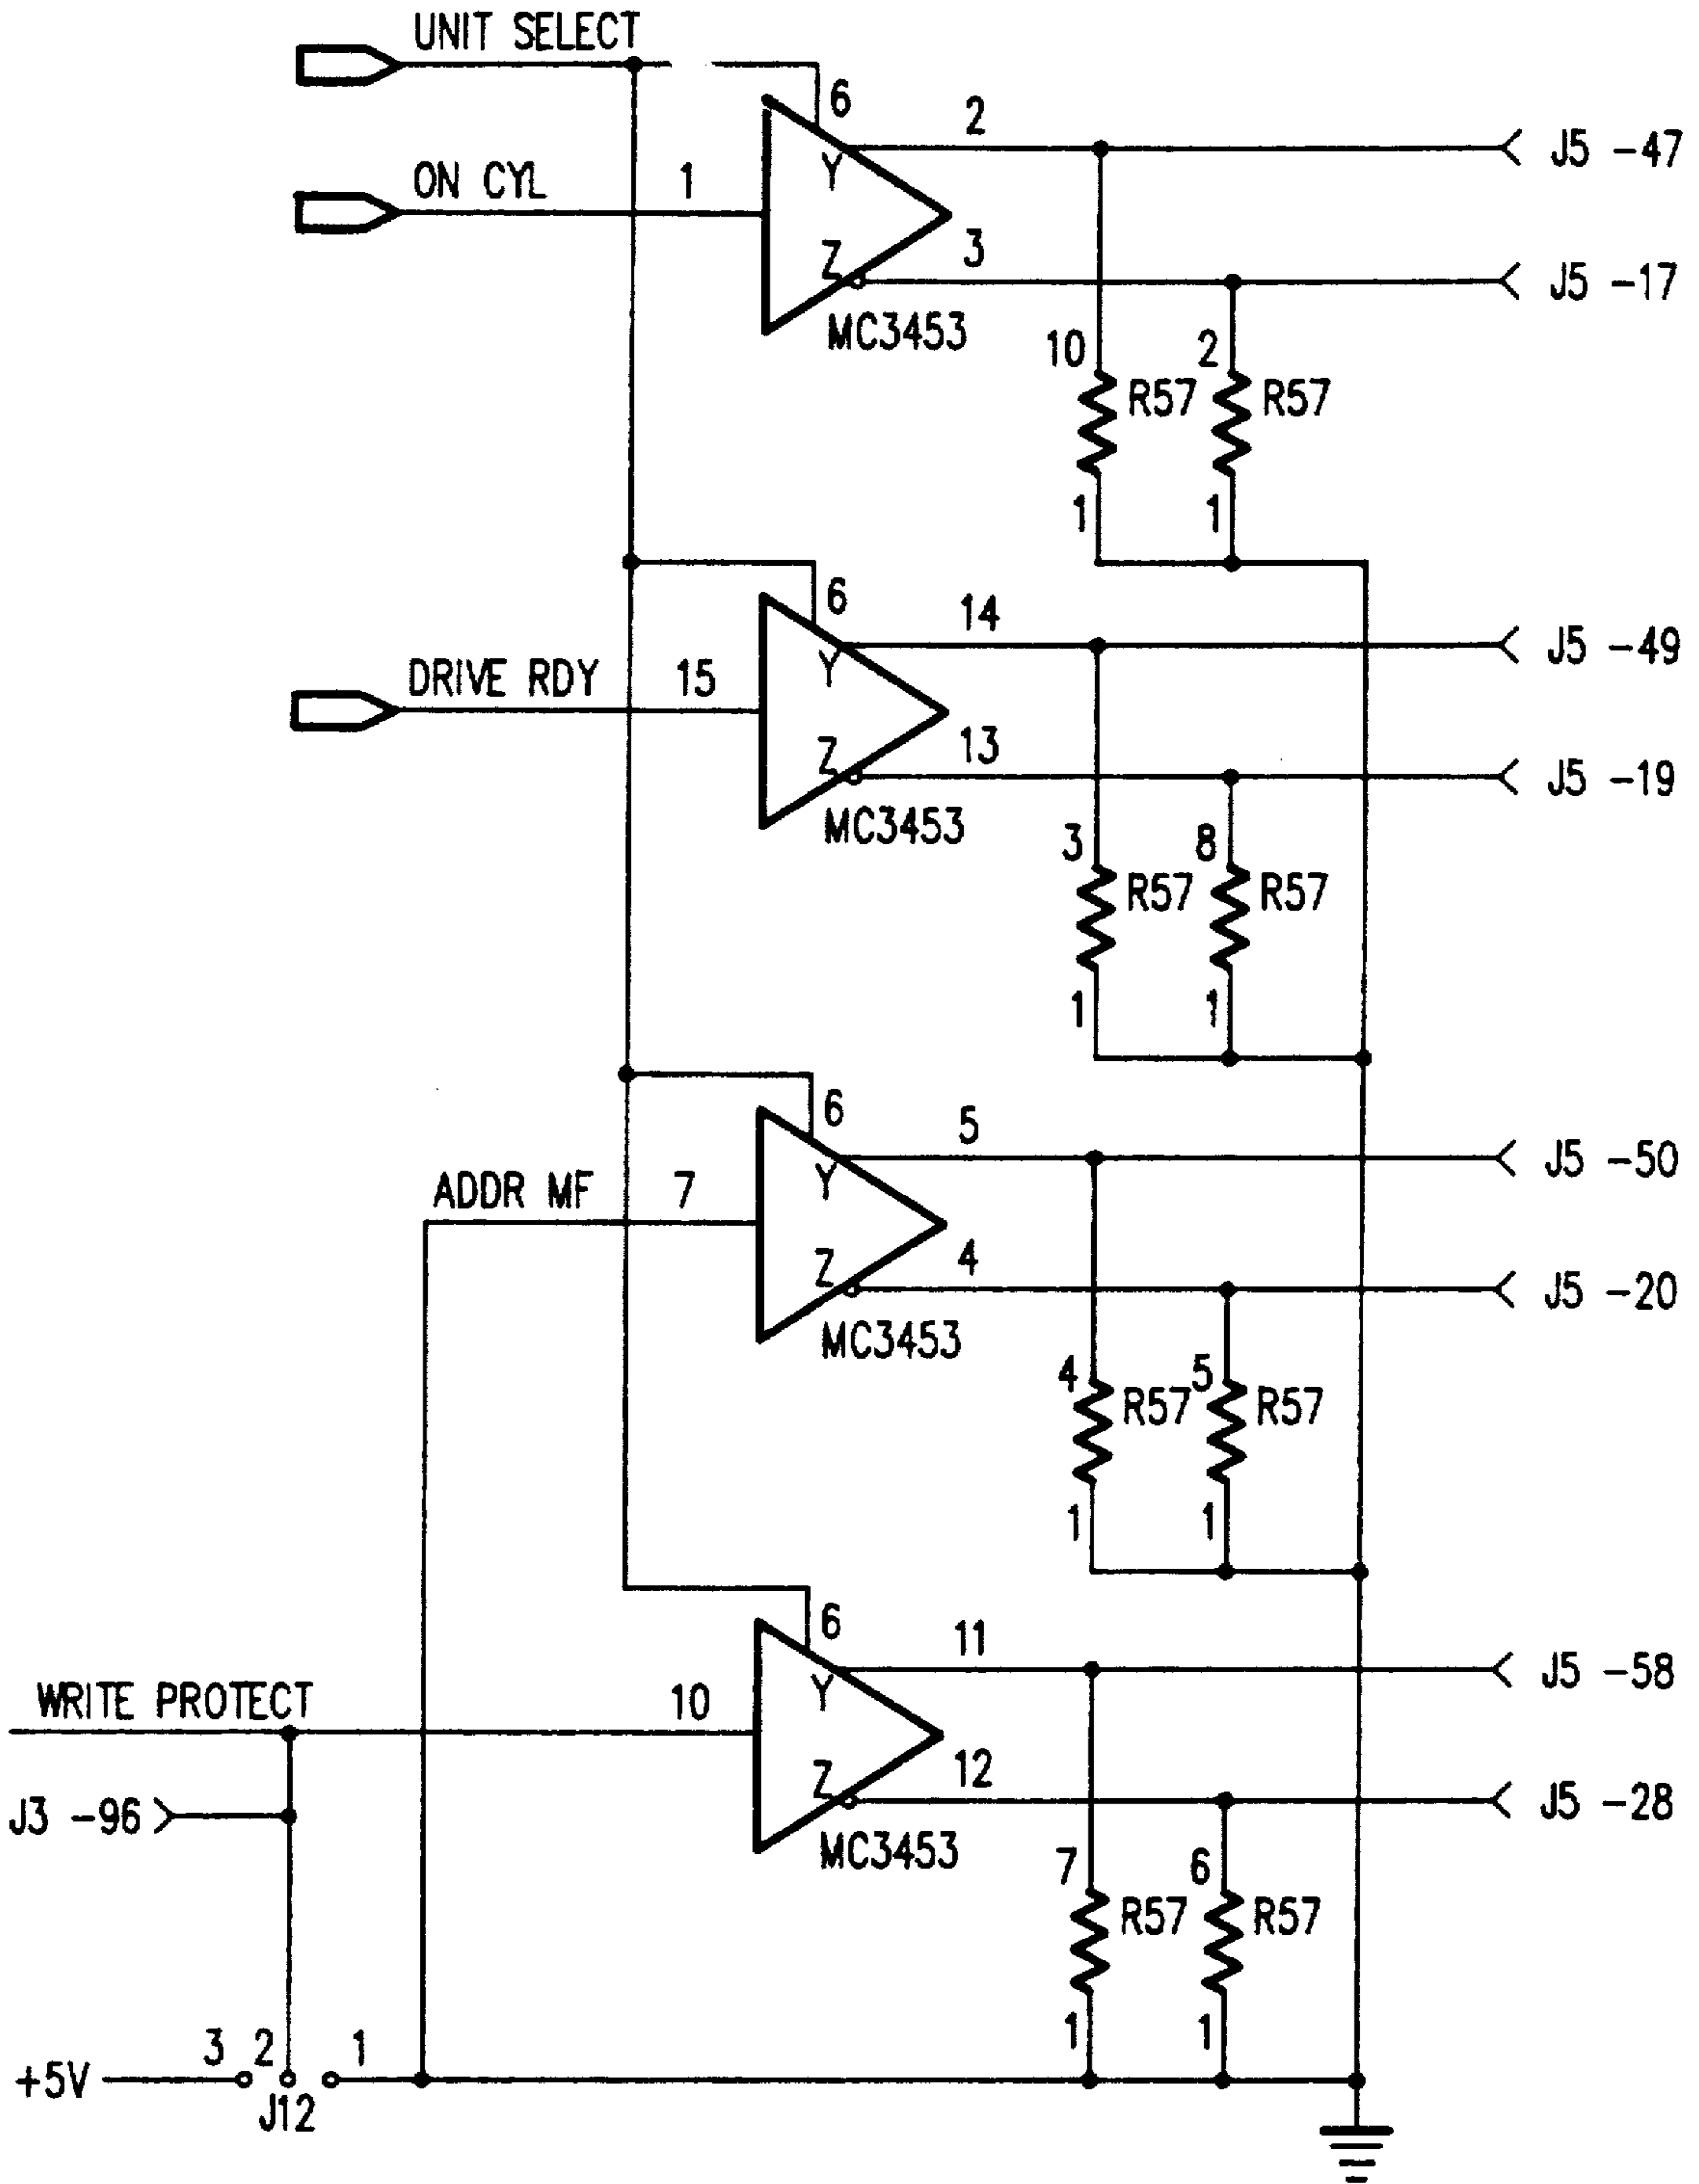 UNIT SELECT
6
2
J5 -47
ON CYL
1
Y
Z
3
J5 -17
MC3453
10
R57
2
R57
1
1
6
14
J5 -49
DRIVE RDY
15
Y
Z
13
J5 -19
MC3453
3
R57
8
R57
1
1
6
5
J5 -50
ADDR MF
7
Y
Z
4
J5 -20
MC3453
4
R57
5
R57
1
1
6
11
J5 -58
WRITE PROTECT
10
Y
Z
12
J5 -28
J3 -96
MC3453
7
R57
6
R57
1
1
+5V
3
2
1
J12